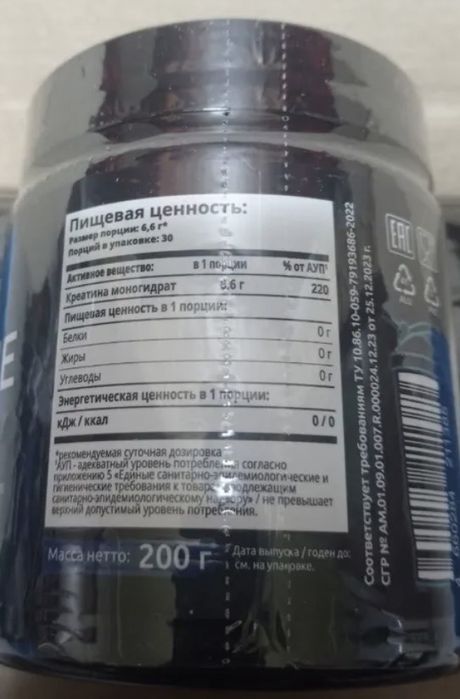 Пищевая ценность:
Размер порции: 6,6 г*
Порций в упаковке: 30
Активное вещество: в 1 порции % от АУП¹
Креатина моногидрат 6.6 г 220
Пищевая ценность в 1 порции:
Белки 0 г
Жиры 0 г
Углеводы 0 г
Энергетическая ценность в 1 порции:
кДж / ккал 0 / 0
*рекомендуемая суточная дозировка
¹АУП - адекватный уровень потребления согласно
приложению 5 «Единые санитарно-эпидемиологические и
гигиенические требования к товарам, подлежащим
санитарно-эпидемиологическому надзору» / не превышает
верхний допустимый уровень потребления.
Масса нетто: 200 г
Дата выпуска / годен до:
см. на упаковке.
Соответствует требованиям ТУ 10.86.10-059-79193686-2022
СГР № AM.01.09.01.007.R.000024.12.23 от 25.12.2023 г.
EAC
E